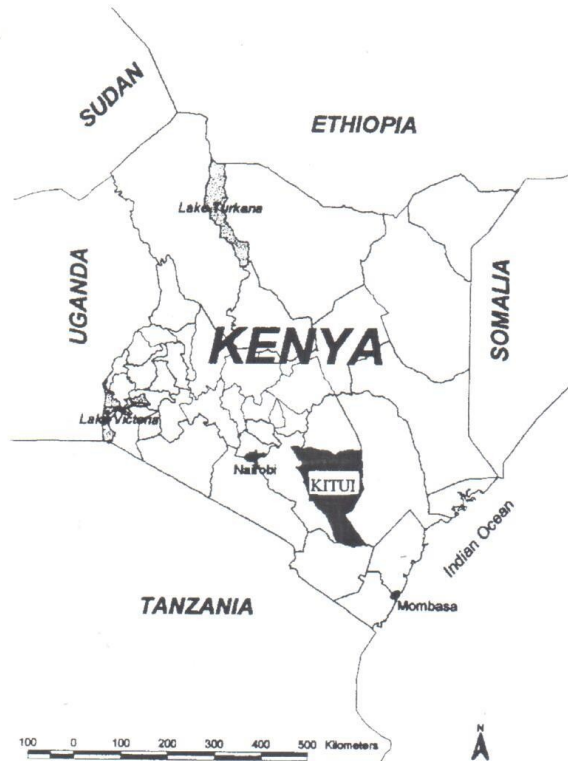 SUDAN
ETHIOPIA
Lake Turkana
UGANDA
SOMALIA
KENYA
Lake Victoria
Nairobi
KITUI
Indian Ocean
TANZANIA
Mombasa
N
100 0 100 200 300 400 500 Kilometers